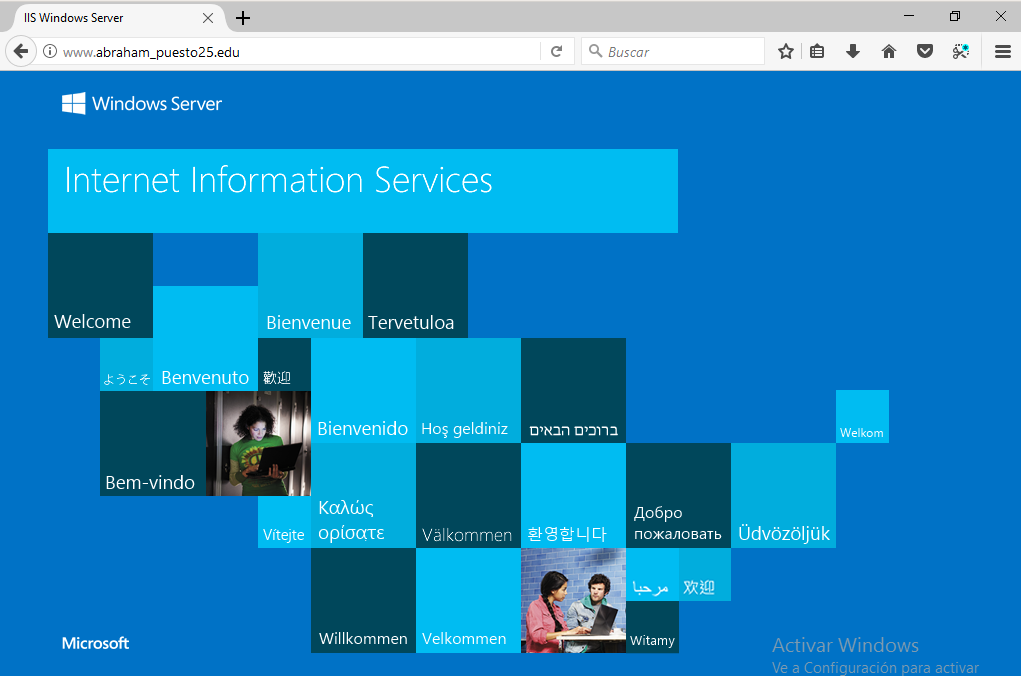 IIS Windows Server
www.abraham_puesto25.edu
Buscar
Windows Server
Internet Information Services
Welcome
Bienvenue
Tervetuloa
ようこそ
Benvenuto
歡迎
Bienvenido
Hoş geldiniz
ברוכים הבאים
Welkom
Bem-vindo
Vítejte
Καλώς
ορίσατε
Välkommen
환영합니다
Добро
пожаловать
Üdvözöljük
Willkommen
Velkommen
مرحبا
欢迎
Witamy
Microsoft
Activar Windows
Ve a Configuración para activar